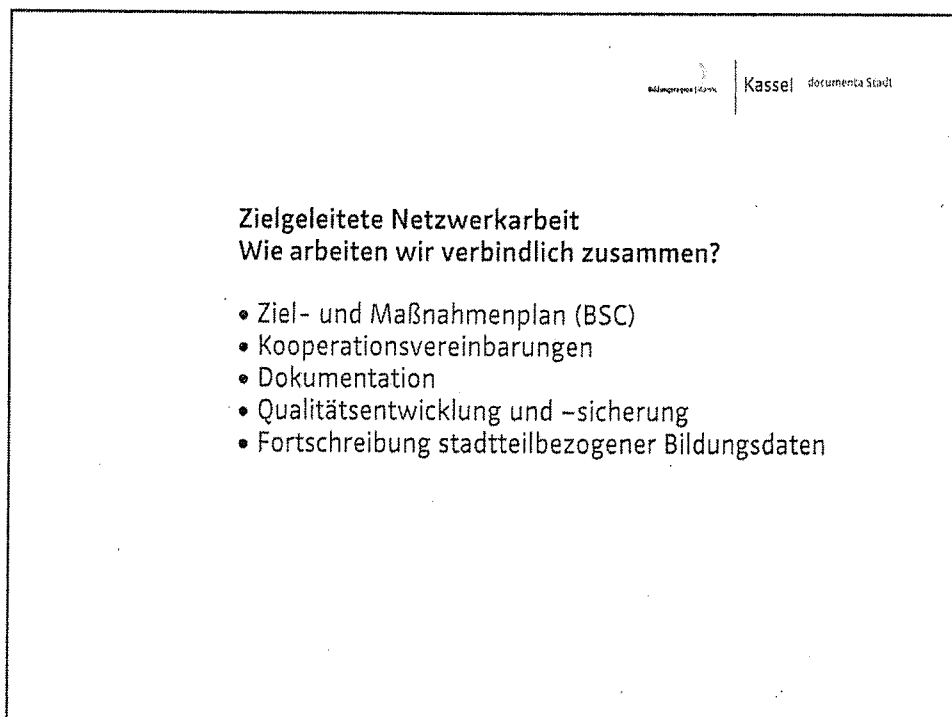 Kassel documenta Stadt
Zielgeleitete Netzwerkarbeit
Wie arbeiten wir verbindlich zusammen?
• Ziel- und Maßnahmenplan (BSC)
• Kooperationsvereinbarungen
• Dokumentation
• Qualitätsentwicklung und –sicherung
• Fortschreibung stadtteilbezogener Bildungsdaten